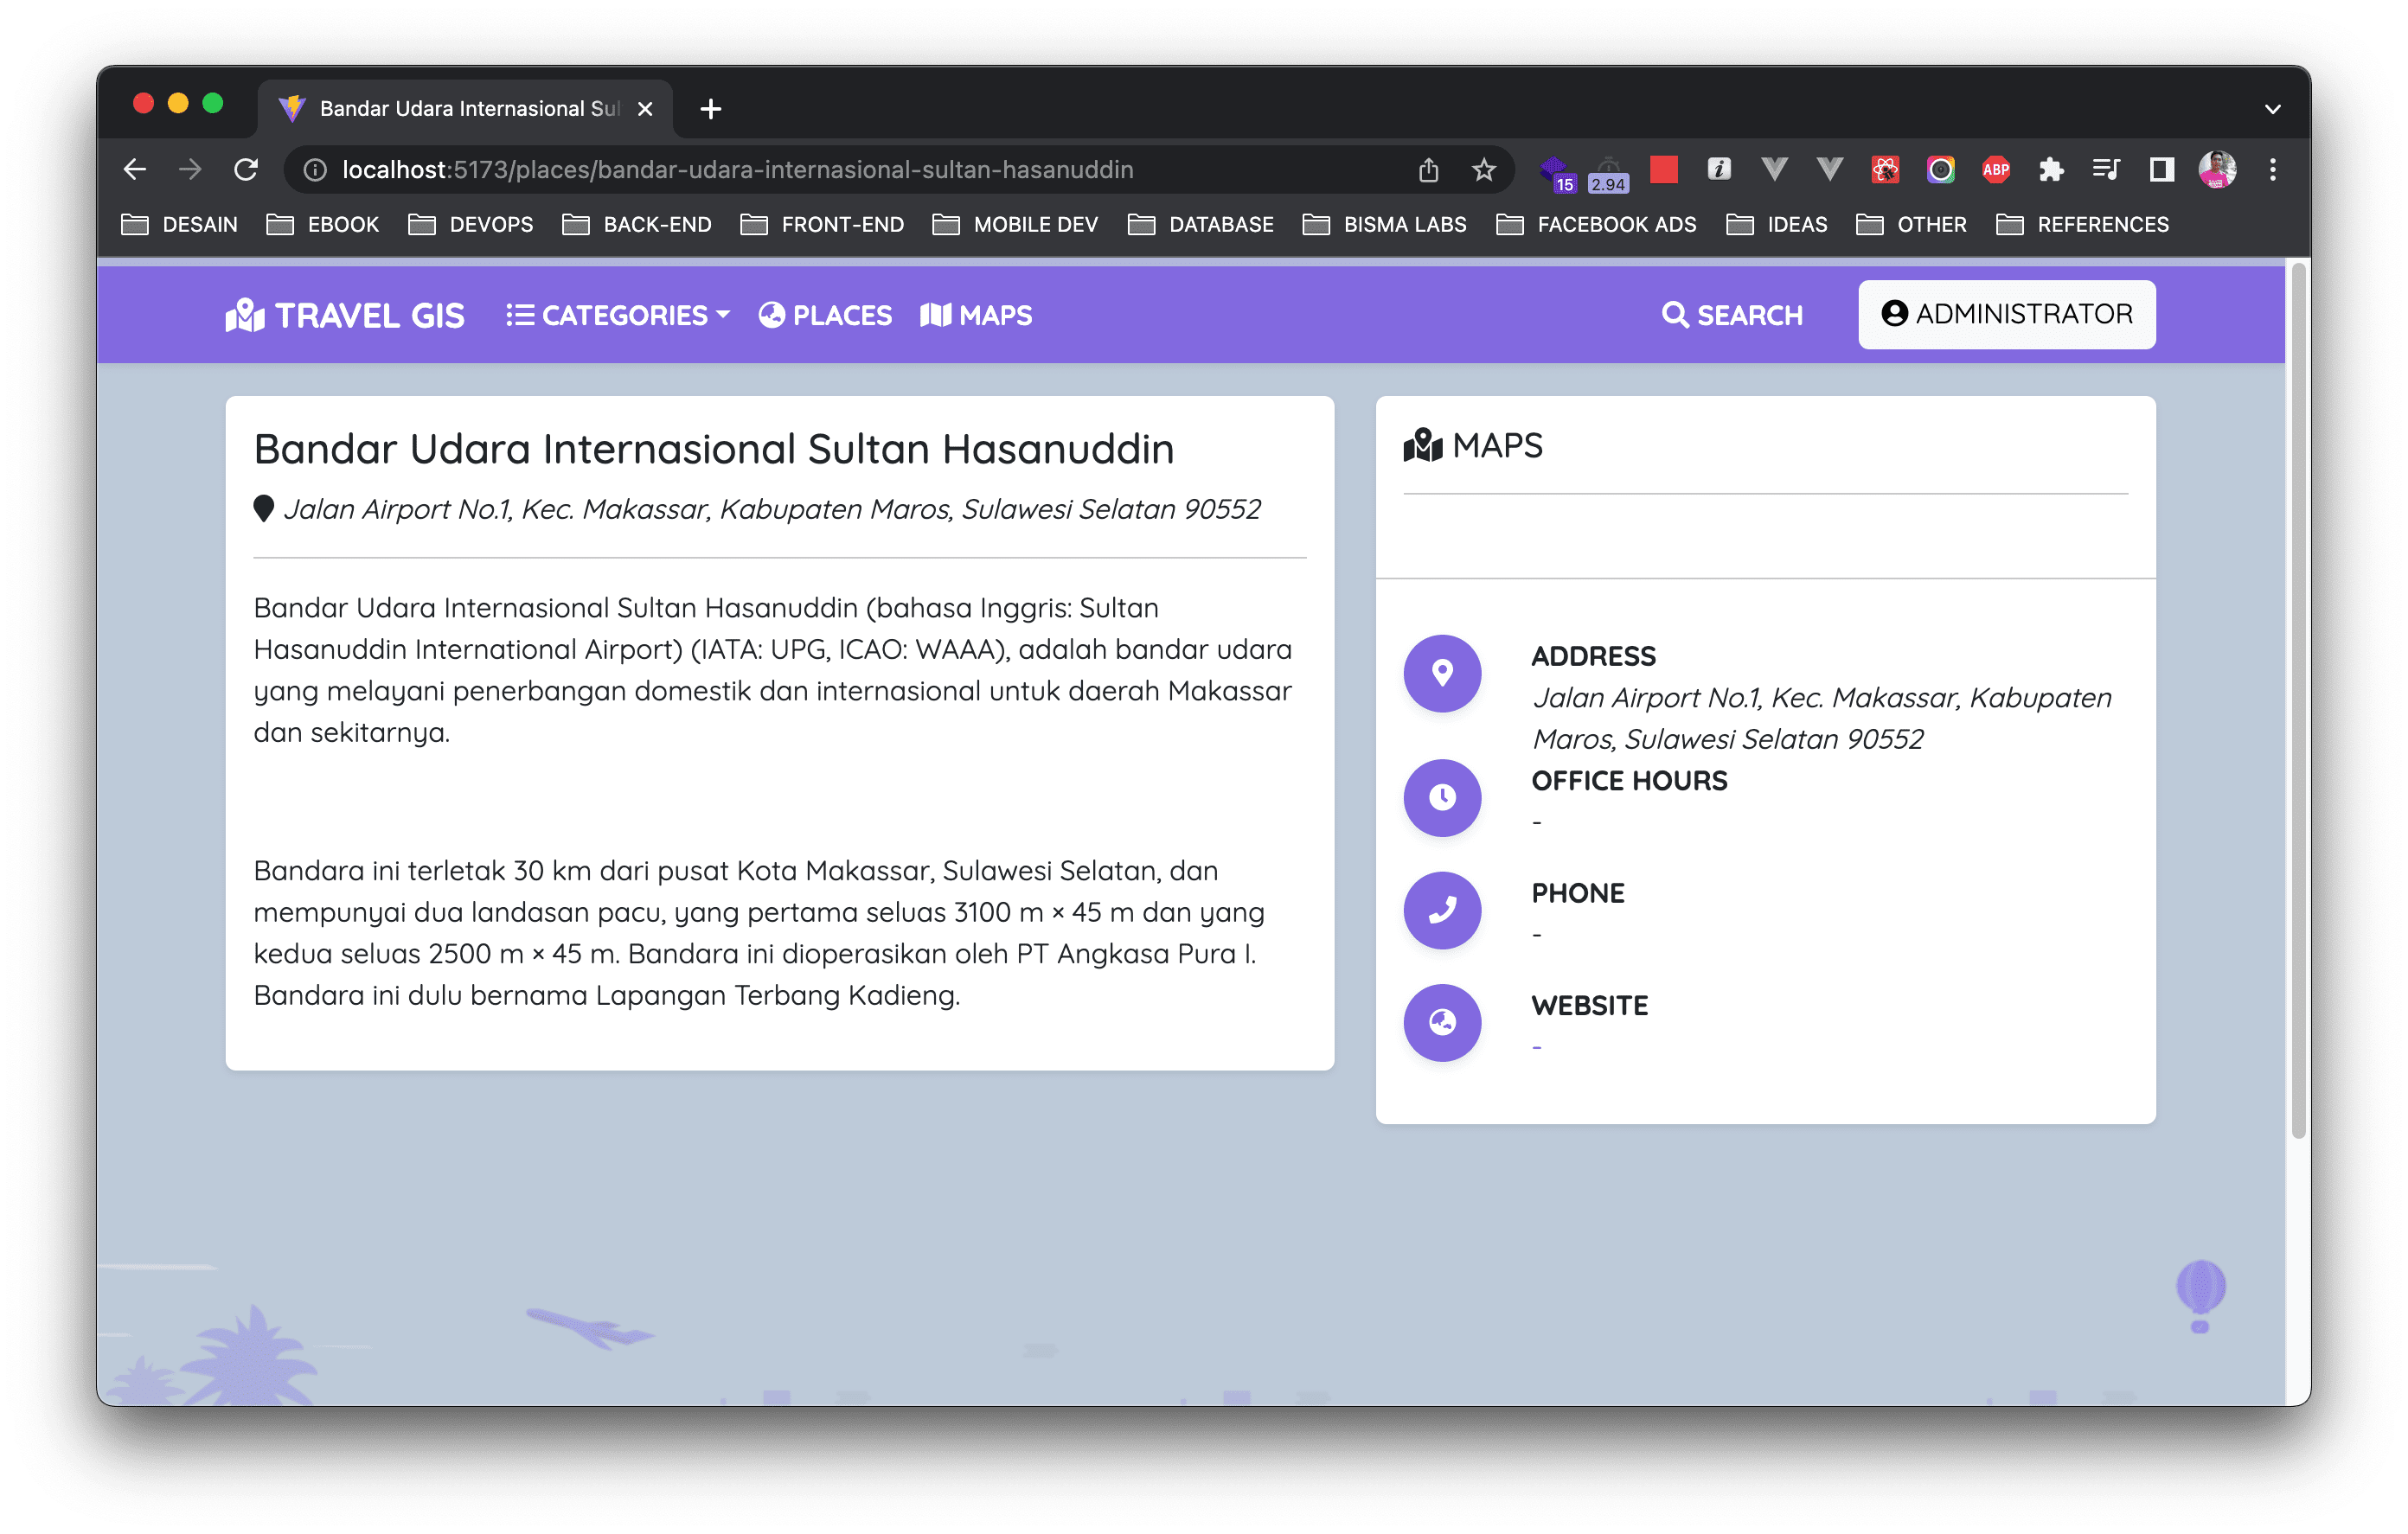 Bandar Udara Internasional Sul
localhost:5173/places/bandar-udara-internasional-sultan-hasanuddin
15
2.94
ABP
DESAIN
EBOOK
DEVOPS
BACK-END
FRONT-END
MOBILE DEV
DATABASE
BISMA LABS
FACEBOOK ADS
IDEAS
OTHER
REFERENCES
TRAVEL GIS
CATEGORIES
PLACES
MAPS
SEARCH
ADMINISTRATOR
Bandar Udara Internasional Sultan Hasanuddin
Jalan Airport No.1, Kec. Makassar, Kabupaten Maros, Sulawesi Selatan 90552
Bandar Udara Internasional Sultan Hasanuddin (bahasa Inggris: Sultan
Hasanuddin International Airport) (IATA: UPG, ICAO: WAAA), adalah bandar udara
yang melayani penerbangan domestik dan internasional untuk daerah Makassar
dan sekitarnya.
Bandara ini terletak 30 km dari pusat Kota Makassar, Sulawesi Selatan, dan
mempunyai dua landasan pacu, yang pertama seluas 3100 m × 45 m dan yang
kedua seluas 2500 m × 45 m. Bandara ini dioperasikan oleh PT Angkasa Pura I.
Bandara ini dulu bernama Lapangan Terbang Kadieng.
MAPS
ADDRESS
Jalan Airport No.1, Kec. Makassar, Kabupaten
Maros, Sulawesi Selatan 90552
OFFICE HOURS
-
PHONE
-
WEBSITE
-